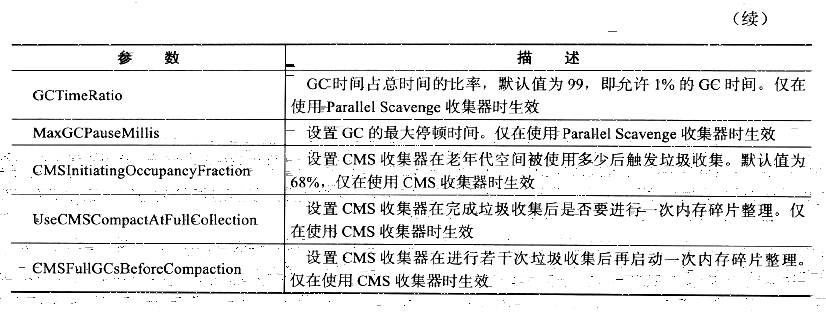 （续）
参 数 描 述
GCTimeRatio
GC时间占总时间的比率，默认值为 99，即允许 1% 的 GC 时间。仅在
使用 Parallel Scavenge 收集器时生效
MaxGCPauseMillis
设置 GC 的最大停顿时间。仅在使用 Parallel Scavenge 收集器时生效
CMSInitiatingOccupancyFraction
设置 CMS 收集器在老年代空间被使用多少后触发垃圾收集。默认值为
68%，仅在使用 CMS 收集器时生效
UseCMSCompactAtFullCollection
设置 CMS 收集器在完成垃圾收集后是否要进行一次内存碎片整理。仅
在使用 CMS 收集器时生效
CMSFullGCsBeforeCompaction
设置 CMS 收集器在进行若干次垃圾收集后再启动一次内存碎片整理。
仅在使用 CMS 收集器时生效